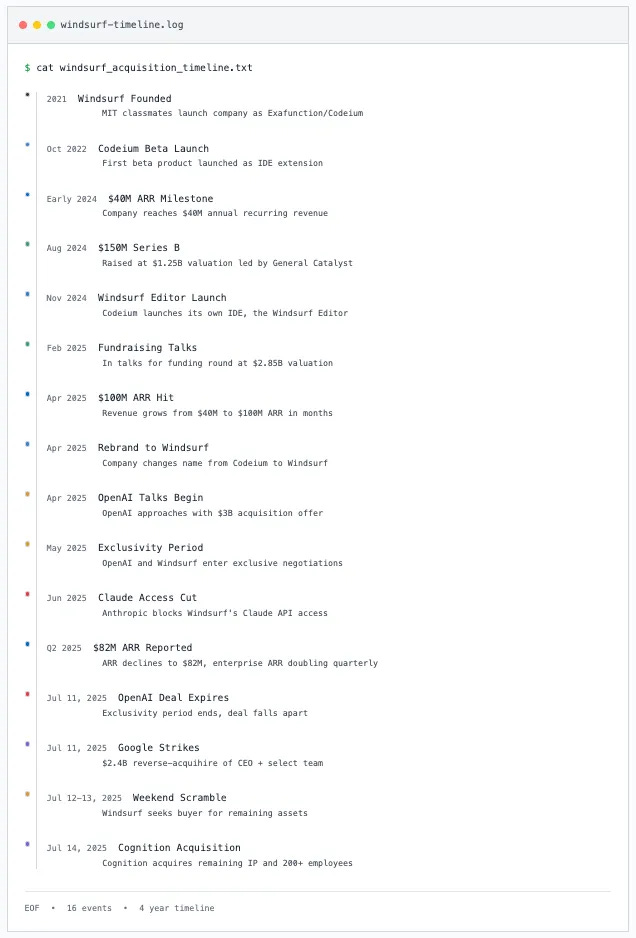 windsurf-timeline.log
$ cat windsurf_acquisition_timeline.txt
2021 Windsurf Founded
MIT classmates launch company as Exafunction/Codeium
Oct 2022 Codeium Beta Launch
First beta product launched as IDE extension
Early 2024 $40M ARR Milestone
Company reaches $40M annual recurring revenue
Aug 2024 $150M Series B
Raised at $1.25B valuation led by General Catalyst
Nov 2024 Windsurf Editor Launch
Codeium launches its own IDE, the Windsurf Editor
Feb 2025 Fundraising Talks
In talks for funding round at $2.85B valuation
Apr 2025 $100M ARR Hit
Revenue grows from $40M to $100M ARR in months
Apr 2025 Rebrand to Windsurf
Company changes name from Codeium to Windsurf
Apr 2025 OpenAI Talks Begin
OpenAI approaches with $3B acquisition offer
May 2025 Exclusivity Period
OpenAI and Windsurf enter exclusive negotiations
Jun 2025 Claude Access Cut
Anthropic blocks Windsurf's Claude API access
Q2 2025 $82M ARR Reported
ARR declines to $82M, enterprise ARR doubling quarterly
Jul 11, 2025 OpenAI Deal Expires
Exclusivity period ends, deal falls apart
Jul 11, 2025 Google Strikes
$2.4B reverse-acquihire of CEO + select team
Jul 12–13, 2025 Weekend Scramble
Windsurf seeks buyer for remaining assets
Jul 14, 2025 Cognition Acquisition
Cognition acquires remaining IP and 200+ employees
EOF • 16 events • 4 year timeline